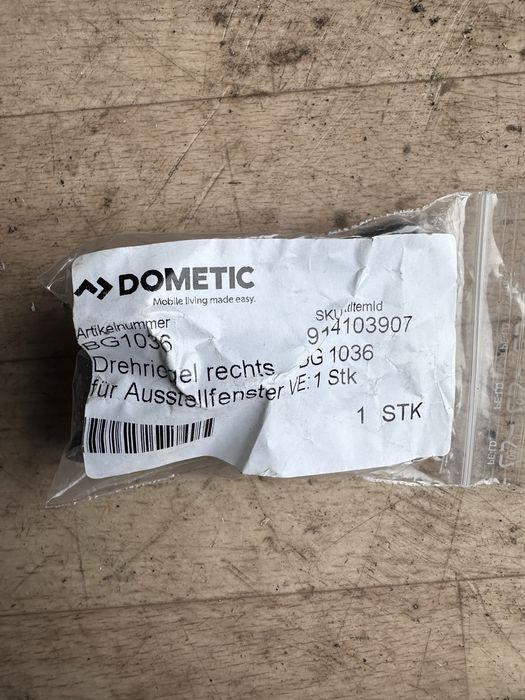 DOMETIC
Mobile living made easy.
Artikelnummer SKU
BG1036 914103907
Drehriegel rechts BG 1036
für Ausstellfenster VE: 1 Stk
1 STK